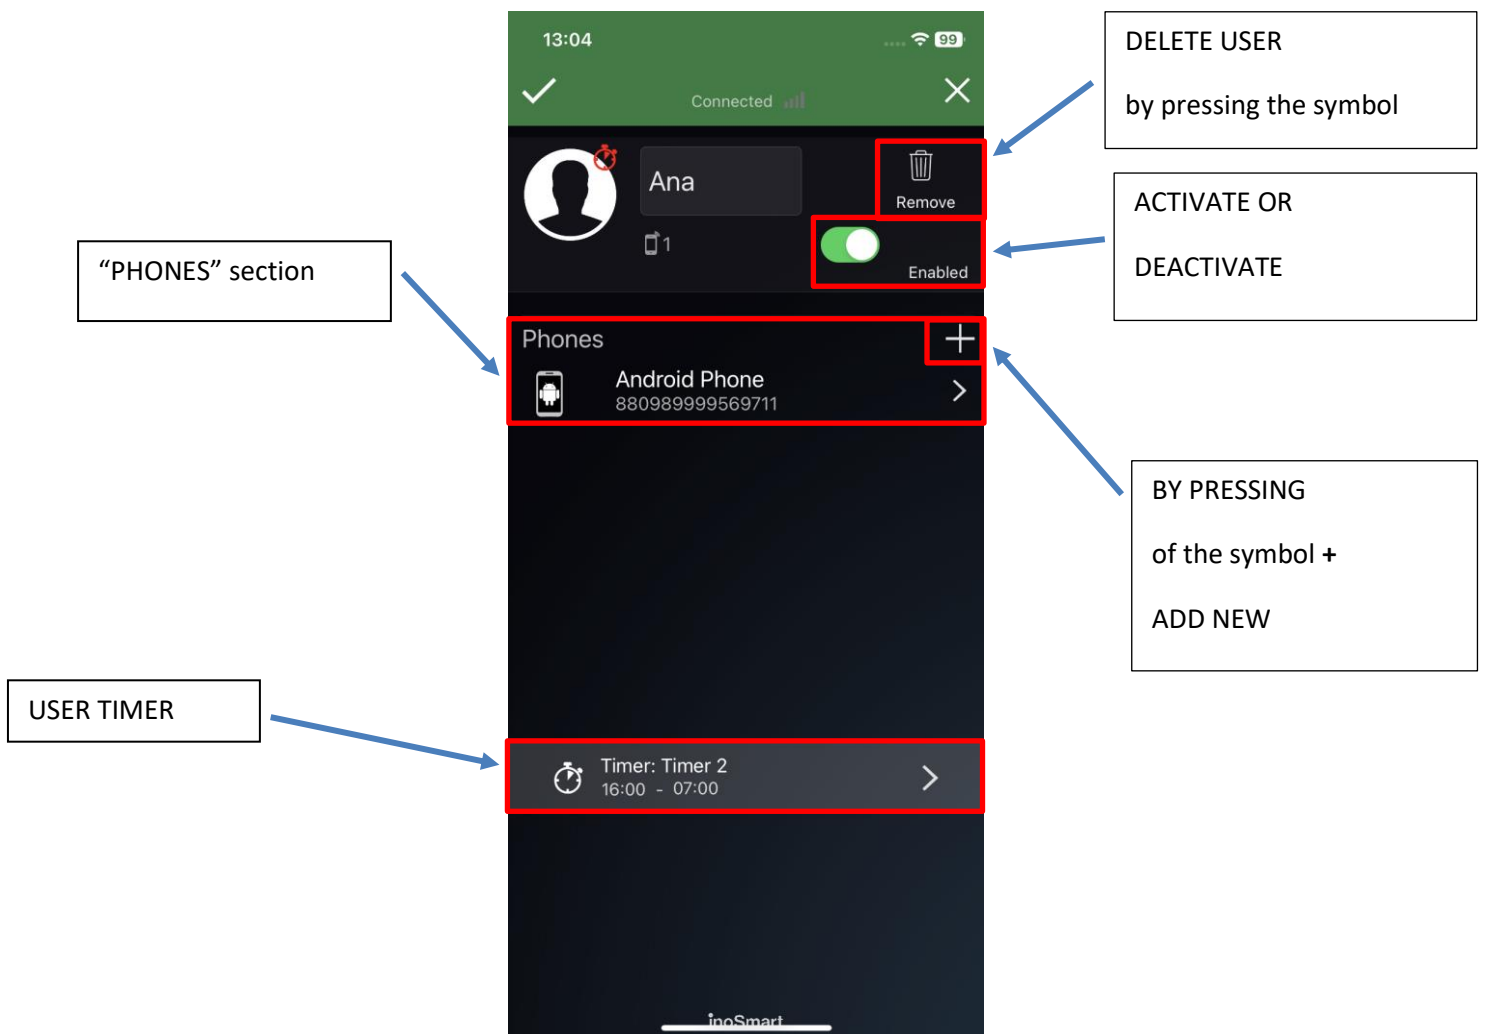 13:04
99
Connected
Ana
Remove
1
Enabled
Phones
Android Phone
880989999569711
Timer: Timer 2
16:00 - 07:00
inoSmart
DELETE USER
by pressing the symbol
ACTIVATE OR
DEACTIVATE
“PHONES” section
BY PRESSING
of the symbol +
ADD NEW
USER TIMER